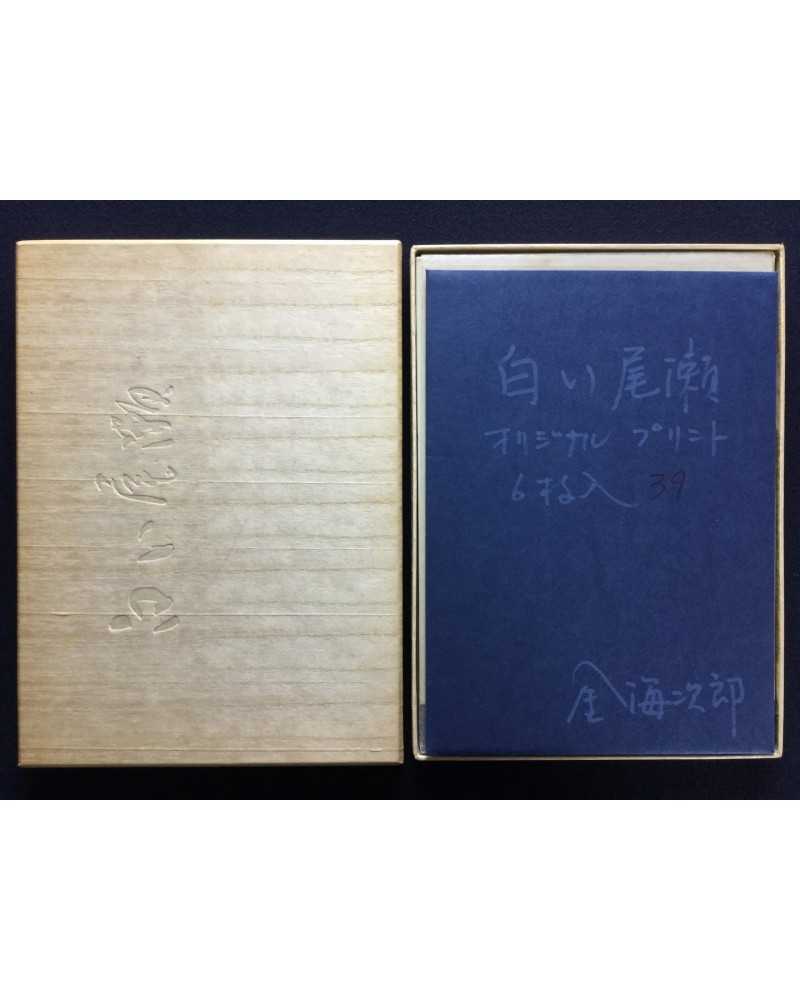 白い尾瀬
白い尾瀬
オリジナル プリント
6枚入 39
金海次郎